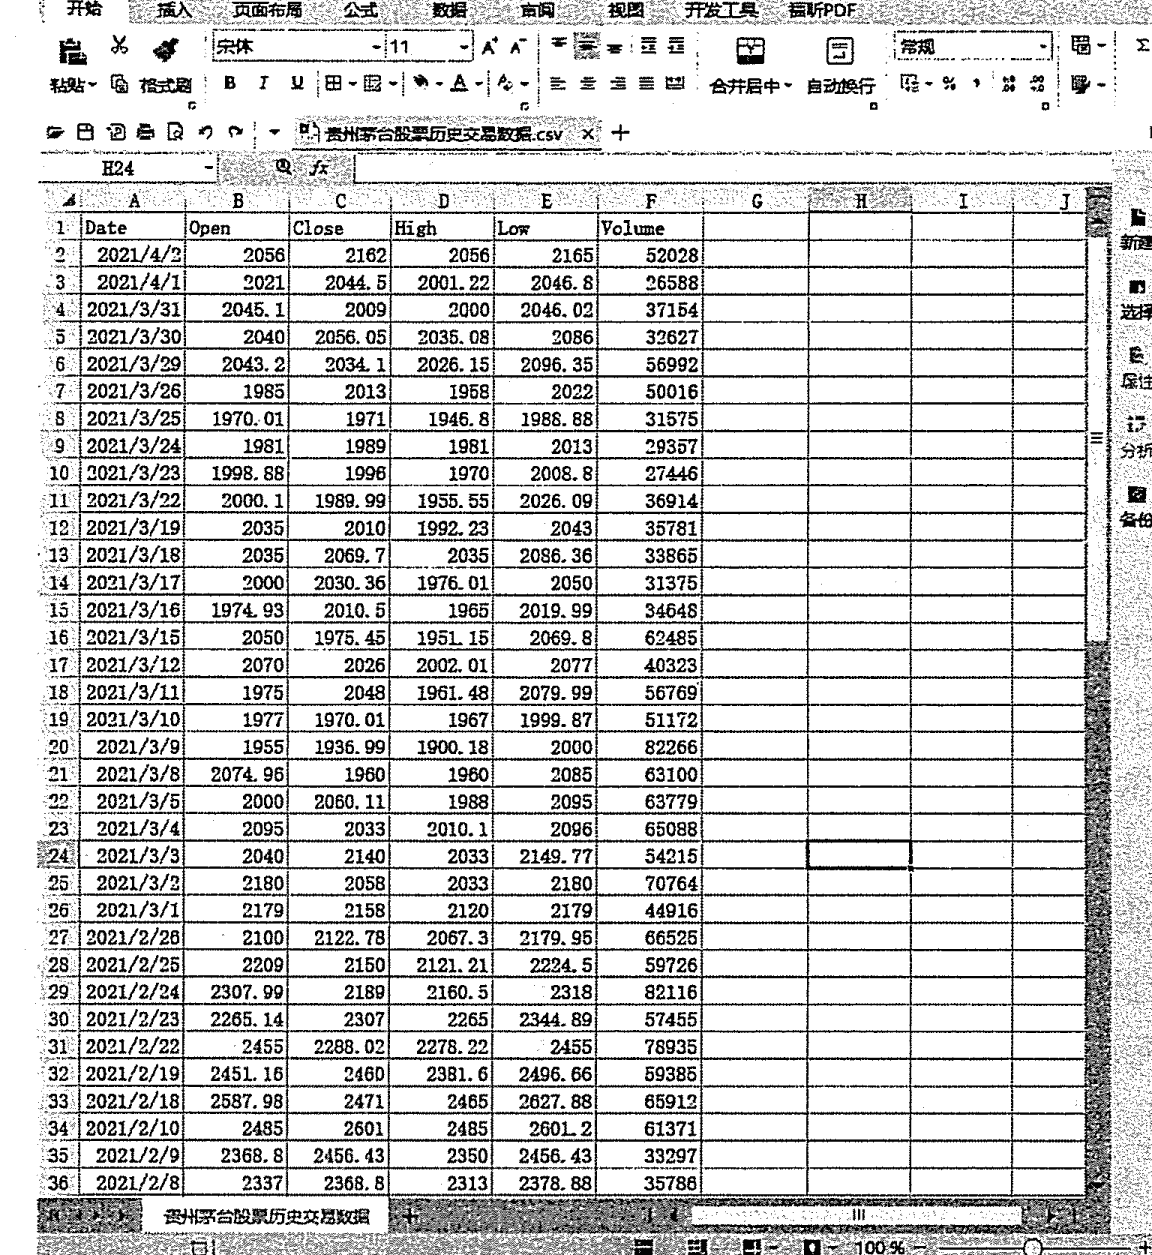 开始 插入 页面布局 公式 数据 审阅 视图 开发工具 福昕PDF
宋体 11 A⁺ A⁻ 常规 Σ
粘贴 格式刷 B I U A 合并居中 自动换行 %
贵州茅台股票历史交易数据.csv × +
H24 fx
A B C D E F G H I J
1 Date Open Close High Low Volume
2 2021/4/2 2056 2162 2056 2165 52028
3 2021/4/1 2021 2044.5 2001.22 2046.8 26588
4 2021/3/31 2045.1 2009 2000 2046.02 37154
5 2021/3/30 2040 2056.05 2035.08 2086 32627
6 2021/3/29 2043.2 2034.1 2026.15 2096.35 56992
7 2021/3/26 1985 2013 1958 2022 50016
8 2021/3/25 1970.01 1971 1946.8 1988.88 31575
9 2021/3/24 1981 1989 1981 2013 29357
10 2021/3/23 1998.88 1996 1970 2008.8 27446
11 2021/3/22 2000.1 1989.99 1955.55 2026.09 36914
12 2021/3/19 2035 2010 1992.23 2043 35781
13 2021/3/18 2035 2069.7 2035 2086.36 33865
14 2021/3/17 2000 2030.36 1976.01 2050 31375
15 2021/3/16 1974.93 2010.5 1965 2019.99 34648
16 2021/3/15 2050 1975.45 1951.15 2069.8 62485
17 2021/3/12 2070 2026 2002.01 2077 40323
18 2021/3/11 1975 2048 1961.48 2079.99 56769
19 2021/3/10 1977 1970.01 1967 1999.87 51172
20 2021/3/9 1955 1936.99 1900.18 2000 82266
21 2021/3/8 2074.96 1960 1960 2085 63100
22 2021/3/5 2000 2060.11 1988 2095 63779
23 2021/3/4 2095 2033 2010.1 2096 65088
24 2021/3/3 2040 2140 2033 2149.77 54215
25 2021/3/2 2180 2058 2033 2180 70764
26 2021/3/1 2179 2158 2120 2179 44916
27 2021/2/26 2100 2122.78 2067.3 2179.95 66525
28 2021/2/25 2209 2150 2121.21 2224.5 59726
29 2021/2/24 2307.99 2189 2160.5 2318 82116
30 2021/2/23 2265.14 2307 2265 2344.89 57455
31 2021/2/22 2455 2288.02 2278.22 2455 78935
32 2021/2/19 2451.16 2460 2381.6 2496.66 59385
33 2021/2/18 2587.98 2471 2465 2627.88 65912
34 2021/2/10 2485 2601 2485 2601.2 61371
35 2021/2/9 2368.8 2456.43 2350 2456.43 33297
36 2021/2/8 2337 2368.8 2313 2378.88 35786
新建
选择
属性
分析
备份
贵州茅台股票历史交易数据 +
100%